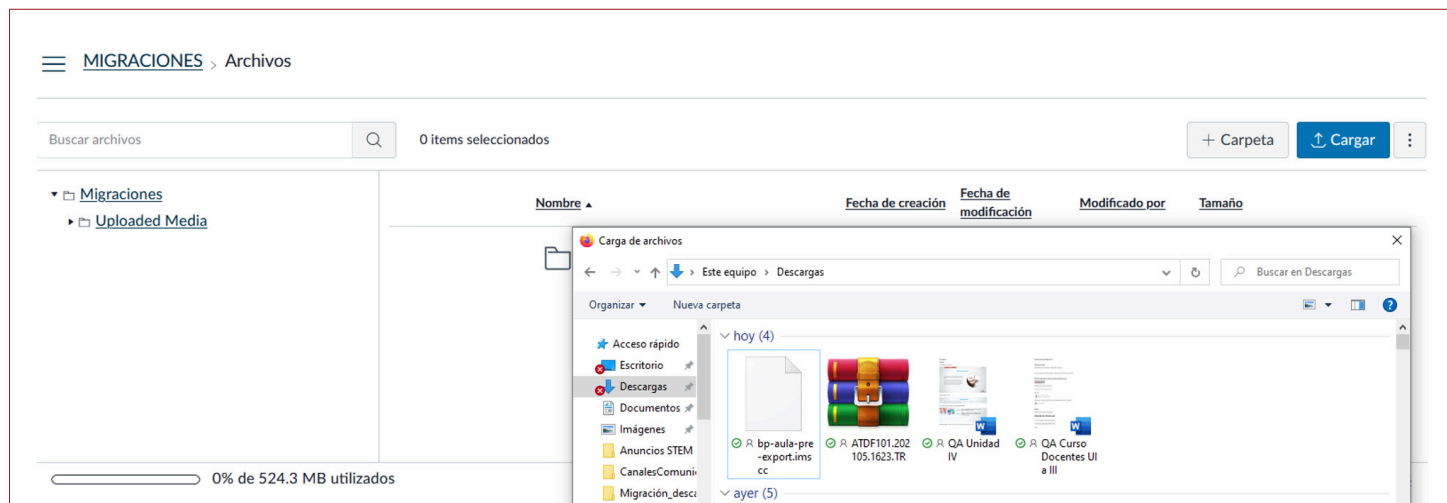 MIGRACIONES > Archivos
Buscar archivos
0 items seleccionados
+ Carpeta
Cargar
Migraciones
Uploaded Media
Nombre
Fecha de creación
Fecha de
modificación
Modificado por
Tamaño
0% de 524.3 MB utilizados
Carga de archivos
Este equipo > Descargas
Buscar en Descargas
Organizar
Nueva carpeta
Acceso rápido
Escritorio
Descargas
Documentos
Imágenes
Anuncios STEM
CanalesComuni
Migración_desca
hoy (4)
bp-aula-pre
-export.ims
cc
ATDF101.202
105.1623.TR
QA Unidad
IV
QA Curso
Docentes UI
a III
ayer (5)